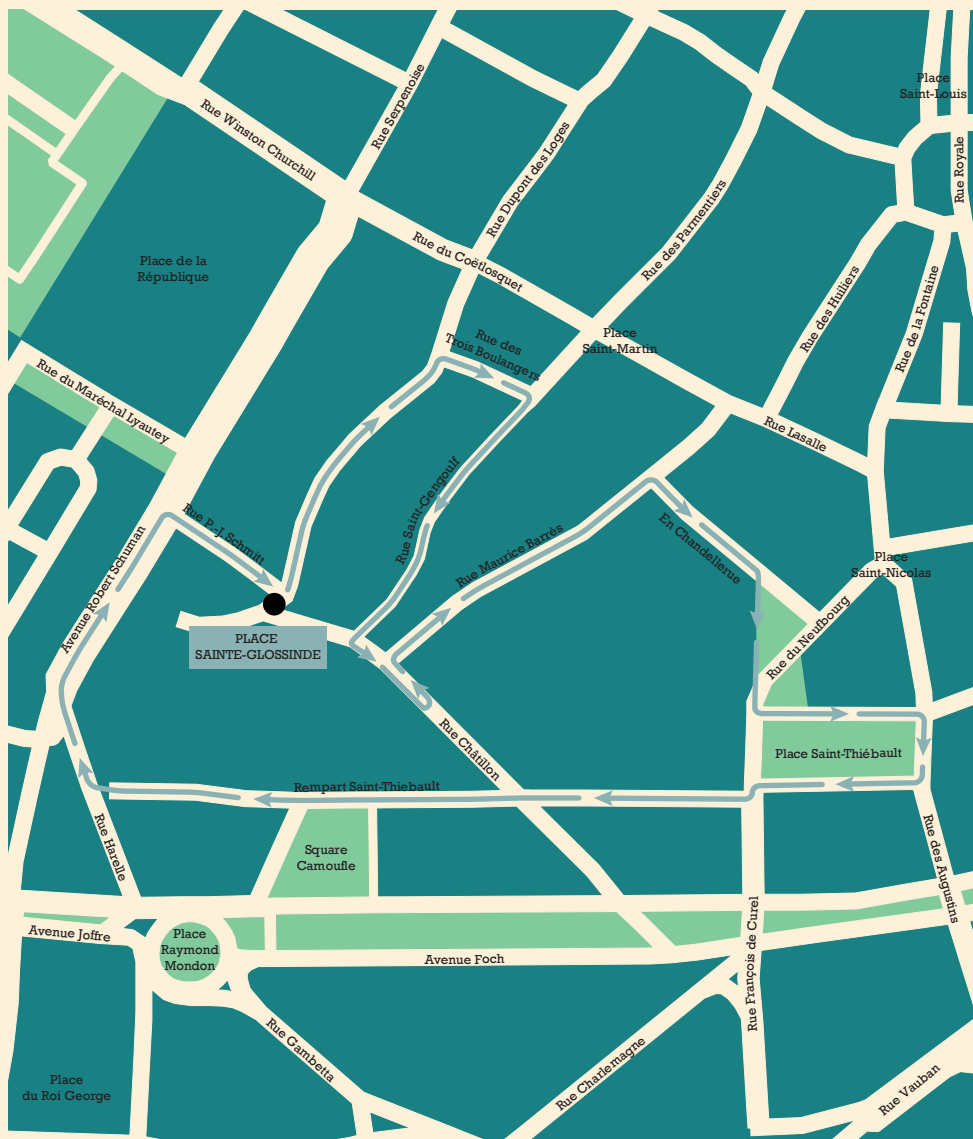 Place
Saint-Louis
Rue Serpenoise
Rue Winston Churchill
Rue Dupont des Loges
Rue Royale
Rue des Parmentiers
Rue du Coëtlosquet
Place de la
République
Rue des Huiliers
Rue de la Fontaine
Rue des
Trois Boulangers
Place
Saint-Martin
Rue du Maréchal Lyautey
Rue Lasalle
Rue Saint-Gengoulf
Rue P.-J. Schmitt
Rue Maurice Barrès
En Chandellerue
Place
Saint-Nicolas
Avenue Robert Schuman
PLACE
SAINTE-GLOSSINDE
Rue du Neufbourg
Rue Châtillon
Place Saint-Thiébault
Rempart Saint-Thiebault
Rue Harelle
Square
Camoufle
Rue des Augustins
Avenue Joffre
Place
Raymond
Mondon
Avenue Foch
Rue François de Curel
Rue Gambetta
Rue Charlemagne
Place
du Roi George
Rue Vauban